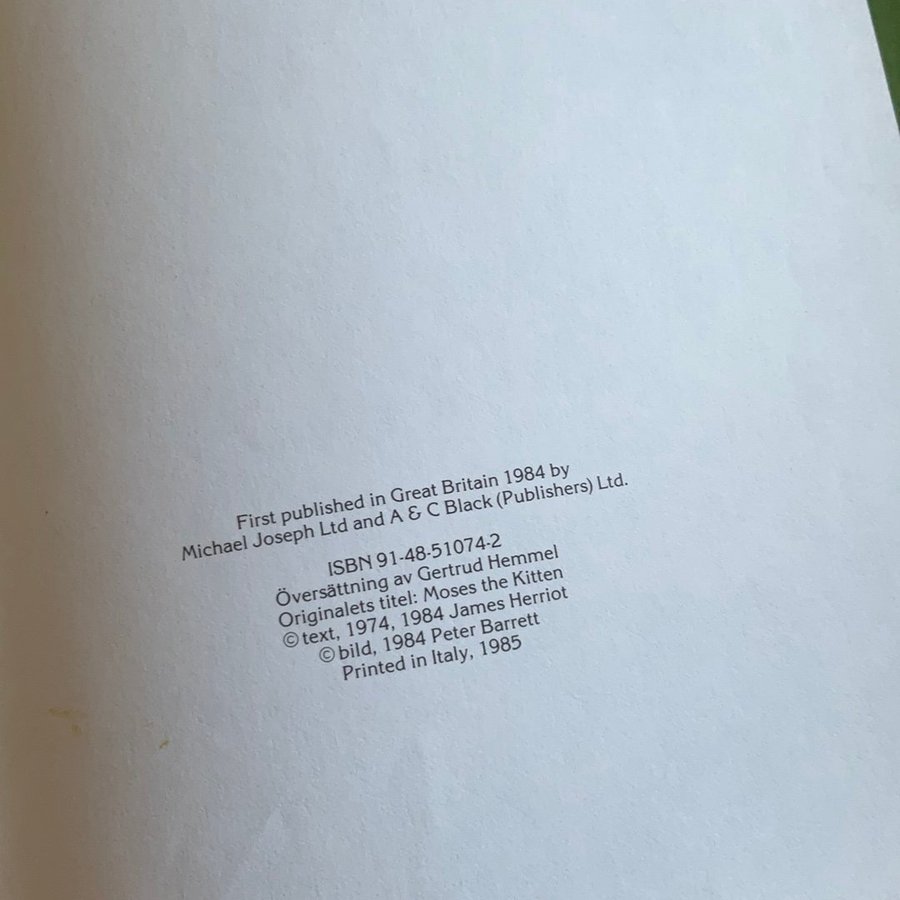 First published in Great Britain 1984 by
Michael Joseph Ltd and A & C Black (Publishers) Ltd.
ISBN 91-48-51074-2
Översättning av Gertrud Hemmel
Originalets titel: Moses the Kitten
© text, 1974, 1984 James Herriot
© bild, 1984 Peter Barrett
Printed in Italy, 1985